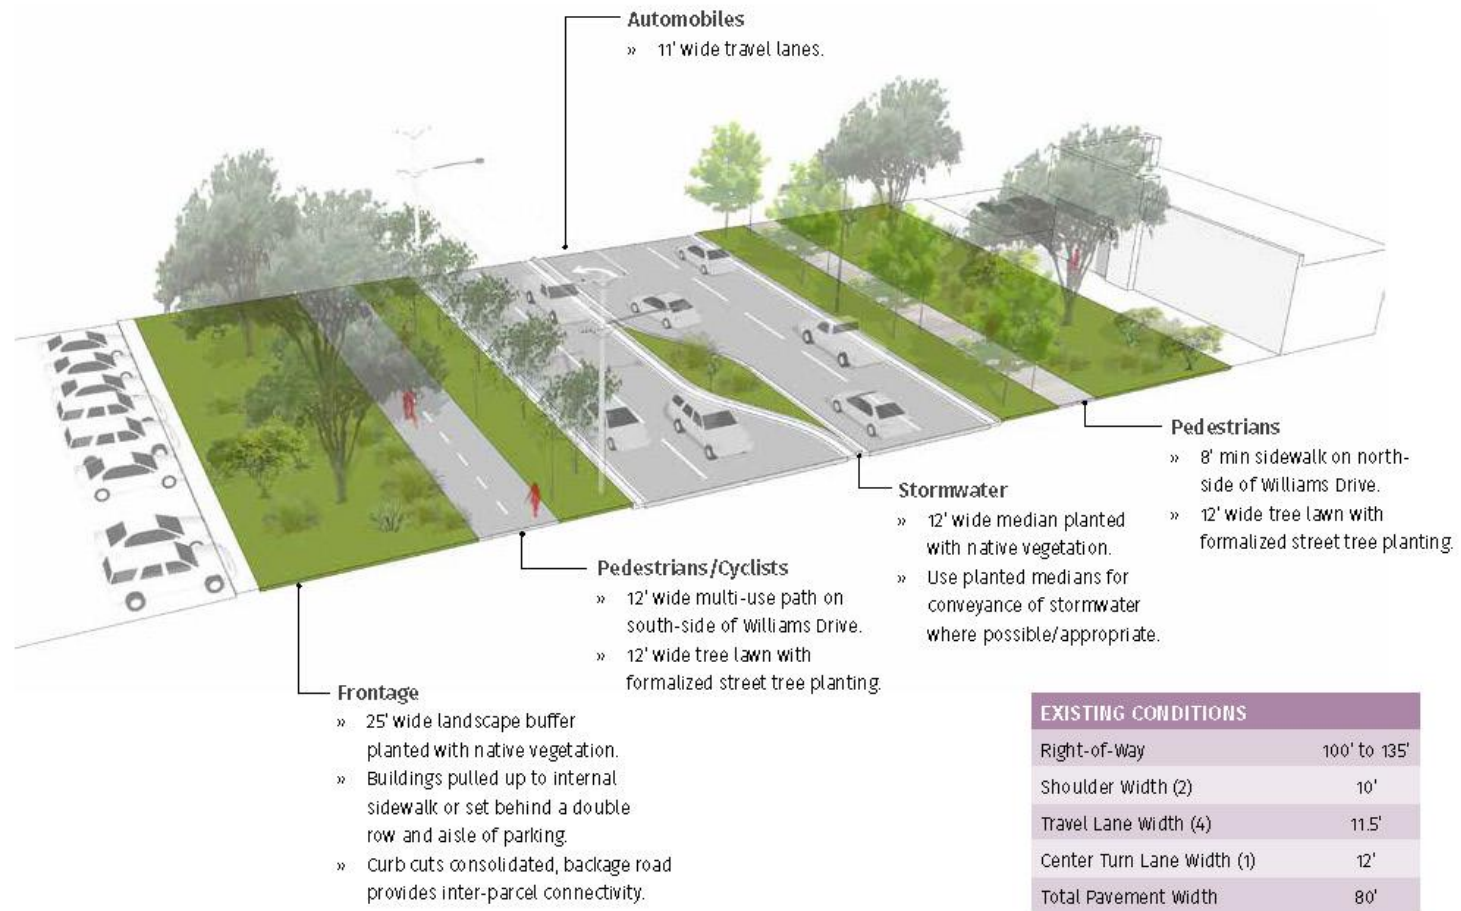 Automobiles
» 11' wide travel lanes.
Pedestrians
» 8' min sidewalk on north-
side of Williams Drive.
» 12' wide tree lawn with
formalized street tree planting.
Stormwater
» 12' wide median planted
with native vegetation.
» Use planted medians for
conveyance of stormwater
where possible/appropriate.
Pedestrians/Cyclists
» 12' wide multi-use path on
south-side of Williams Drive.
» 12' wide tree lawn with
formalized street tree planting.
Frontage
» 25' wide landscape buffer
planted with native vegetation.
» Buildings pulled up to internal
sidewalk or set behind a double
row and aisle of parking.
» Curb cuts consolidated, backage road
provides inter-parcel connectivity.
EXISTING CONDITIONS
Right-of-Way 100' to 135'
Shoulder Width (2) 10'
Travel Lane Width (4) 11.5'
Center Turn Lane Width (1) 12'
Total Pavement Width 80'